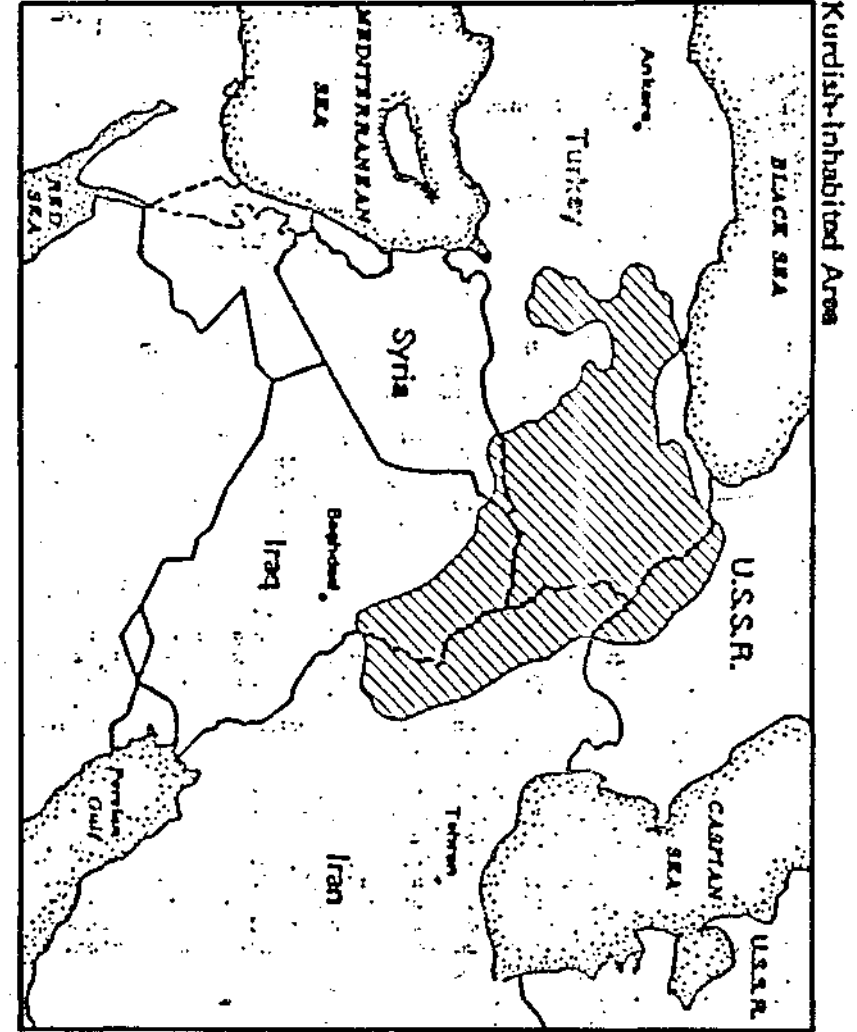 Kurdish-Inhabited Area
BLACK SEA
U.S.S.R.
CASPIAN
SEA
U.S.S.R.
Ankara
Turkey
MEDITERRANEAN
SEA
Syria
Tehran
Baghdad
Iraq
Iran
RED
SEA
Persian
Gulf